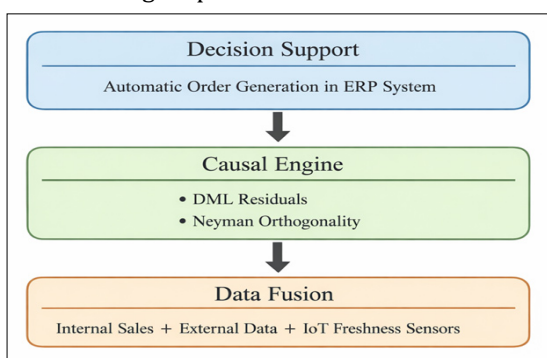 Decision Support
Automatic Order Generation in ERP System
Causal Engine
• DML Residuals
• Neyman Orthogonality
Data Fusion
Internal Sales + External Data + IoT Freshness Sensors